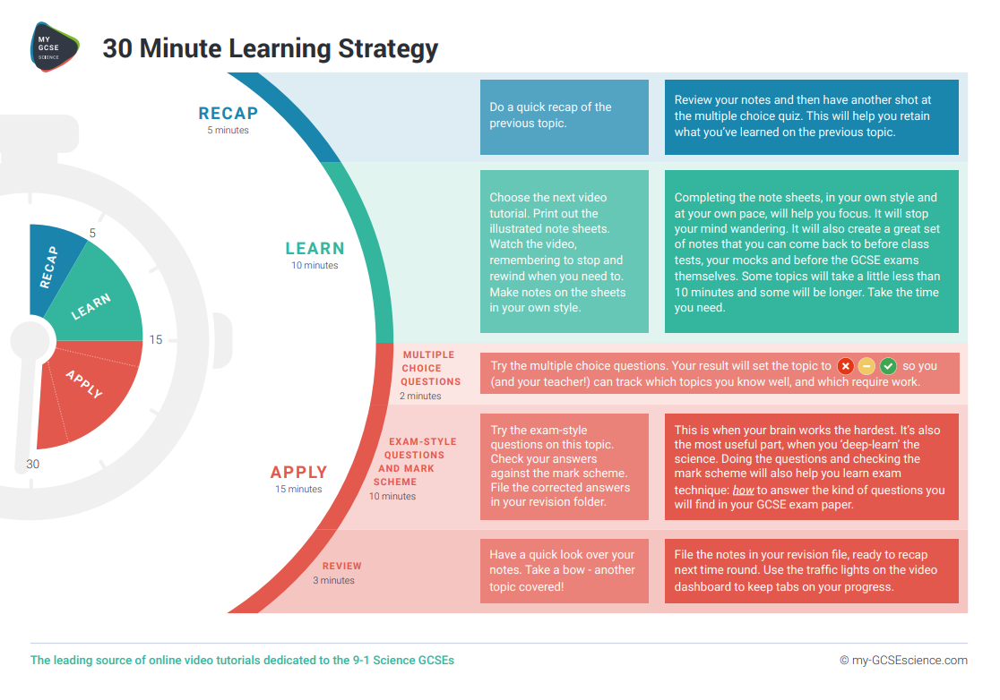 MY
GCSE
SCIENCE
30 Minute Learning Strategy
RECAP
5 minutes
Do a quick recap of the
previous topic.
Review your notes and then have another shot at
the multiple choice quiz. This will help you retain
what you've learned on the previous topic.
5
RECAP
LEARN
15
APPLY
30
LEARN
10 minutes
Choose the next video
tutorial. Print out the
illustrated note sheets.
Watch the video,
remembering to stop and
rewind when you need to.
Make notes on the sheets
in your own style.
Completing the note sheets, in your own style and
at your own pace, will help you focus. It will stop
your mind wandering. It will also create a great set
of notes that you can come back to before class
tests, your mocks and before the GCSE exams
themselves. Some topics will take a little less than
10 minutes and some will be longer. Take the time
you need.
APPLY
15 minutes
MULTIPLE
CHOICE
QUESTIONS
2 minutes
Try the multiple choice questions. Your result will set the topic to so you
(and your teacher!) can track which topics you know well, and which require work.
EXAM-STYLE
QUESTIONS
AND MARK
SCHEME
10 minutes
Try the exam-style
questions on this topic.
Check your answers
against the mark scheme.
File the corrected answers
in your revision folder.
This is when your brain works the hardest. It's also
the most useful part, when you 'deep-learn' the
science. Doing the questions and checking the
mark scheme will also help you learn exam
technique: how to answer the kind of questions you
will find in your GCSE exam paper.
REVIEW
3 minutes
Have a quick look over your
notes. Take a bow - another
topic covered!
File the notes in your revision file, ready to recap
next time round. Use the traffic lights on the video
dashboard to keep tabs on your progress.
The leading source of online video tutorials dedicated to the 9-1 Science GCSEs
© my-GCSEscience.com